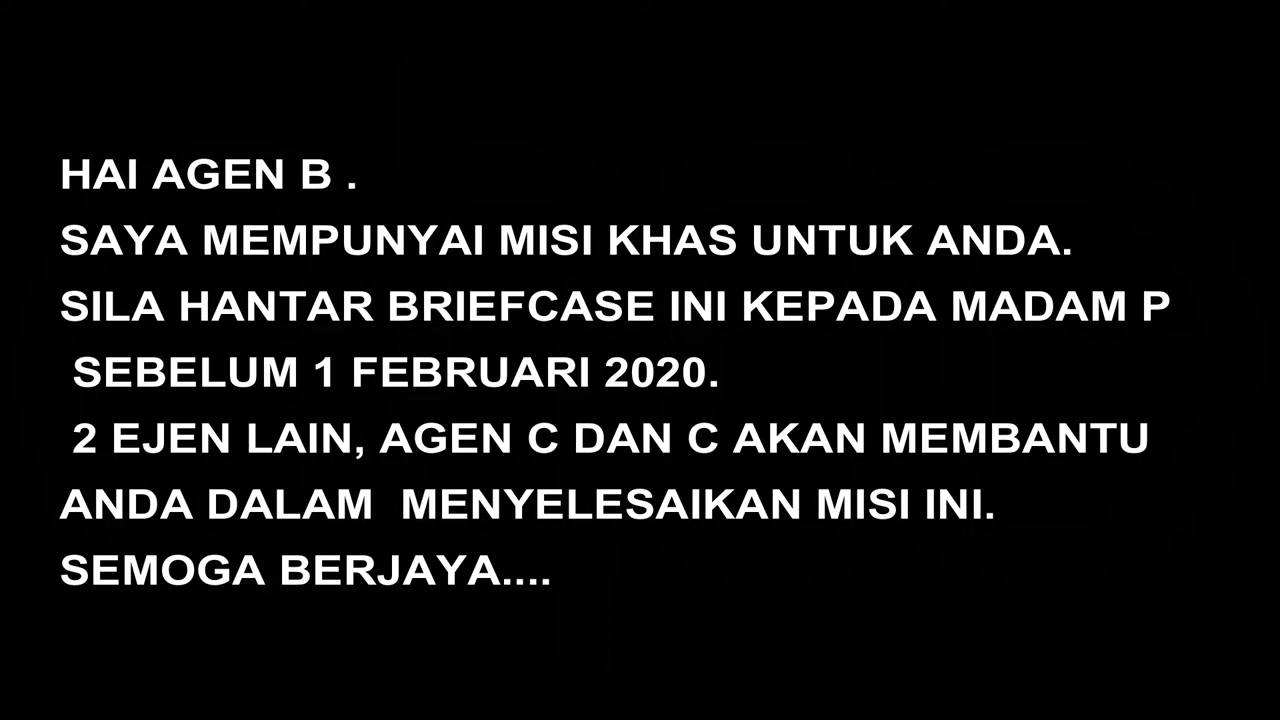 HAI AGEN B .
SAYA MEMPUNYAI MISI KHAS UNTUK ANDA.
SILA HANTAR BRIEFCASE INI KEPADA MADAM P
SEBELUM 1 FEBRUARI 2020.
2 EJEN LAIN, AGEN C DAN C AKAN MEMBANTU
ANDA DALAM  MENYELESAIKAN MISI INI.
SEMOGA BERJAYA....